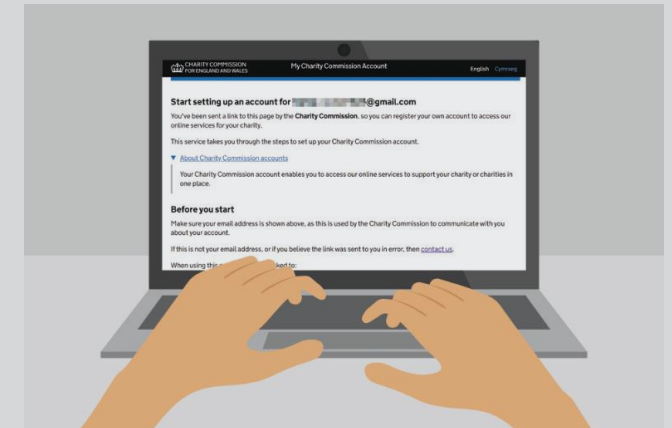 CHARITY COMMISSION
FOR ENGLAND AND WALES
My Charity Commission Account
English Cymraeg
Start setting up an account for @gmail.com
You've been sent a link to this page by the Charity Commission, so you can register your own account to access our
online services for your charity.
This service takes you through the steps to set up your Charity Commission account.
About Charity Commission accounts
Your Charity Commission account enables you to access our online services to support your charity or charities in
one place.
Before you start
Make sure your email address is shown above, as this is used by the Charity Commission to communicate with you
about your account.
If this is not your email address, or if you believe the link was sent to you in error, then contact us.
When using this to: